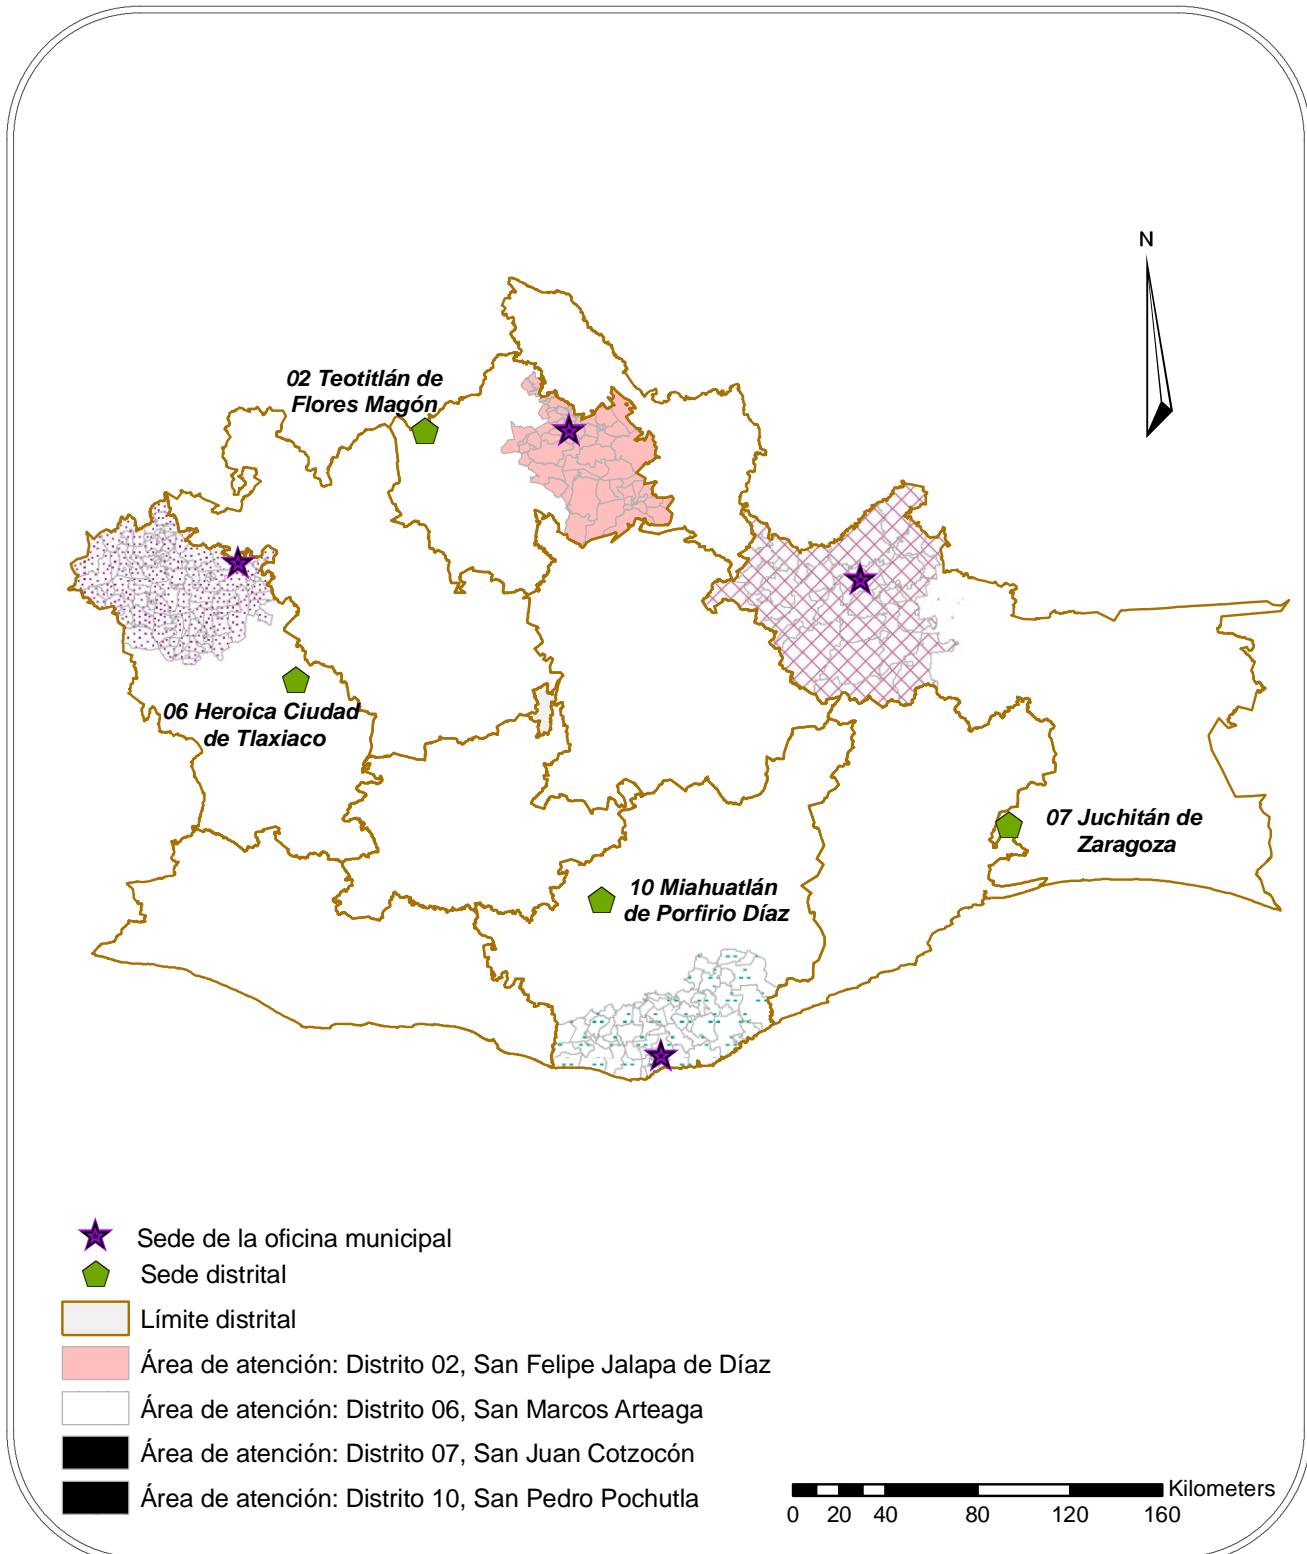 N
02 Teotitlán de
Flores Magón
06 Heroica Ciudad
de Tlaxiaco
07 Juchitán de
Zaragoza
10 Miahuatlán
de Porfirio Díaz
Sede de la oficina municipal
Sede distrital
Límite distrital
Área de atención: Distrito 02, San Felipe Jalapa de Díaz
Área de atención: Distrito 06, San Marcos Arteaga
Área de atención: Distrito 07, San Juan Cotzocón
Área de atención: Distrito 10, San Pedro Pochutla
Kilometers
0 20 40 80 120 160